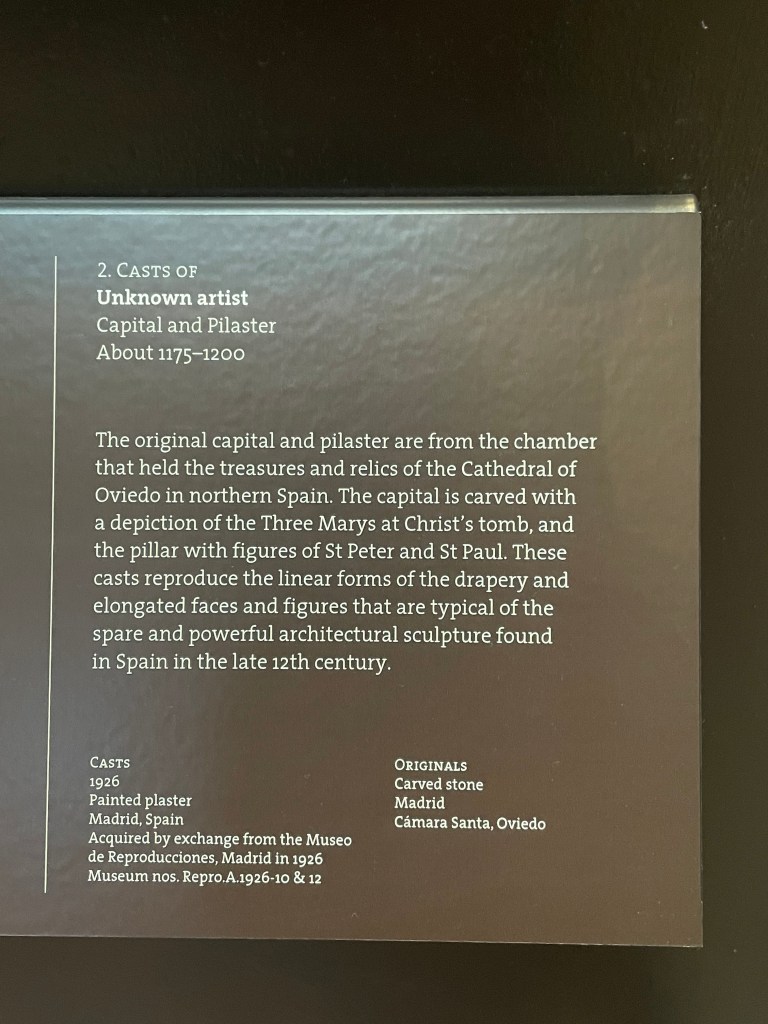 2. Casts of
Unknown artist
Capital and Pilaster
About 1175–1200
The original capital and pilaster are from the chamber
that held the treasures and relics of the Cathedral of
Oviedo in northern Spain. The capital is carved with
a depiction of the Three Marys at Christ's tomb, and
the pillar with figures of St Peter and St Paul. These
casts reproduce the linear forms of the drapery and
elongated faces and figures that are typical of the
spare and powerful architectural sculpture found
in Spain in the late 12th century.
Casts
1926
Painted plaster
Madrid, Spain
Acquired by exchange from the Museo
de Reproducciones, Madrid in 1926
Museum nos. Repro.A.1926-10 & 12
Originals
Carved stone
Madrid
Cámara Santa, Oviedo